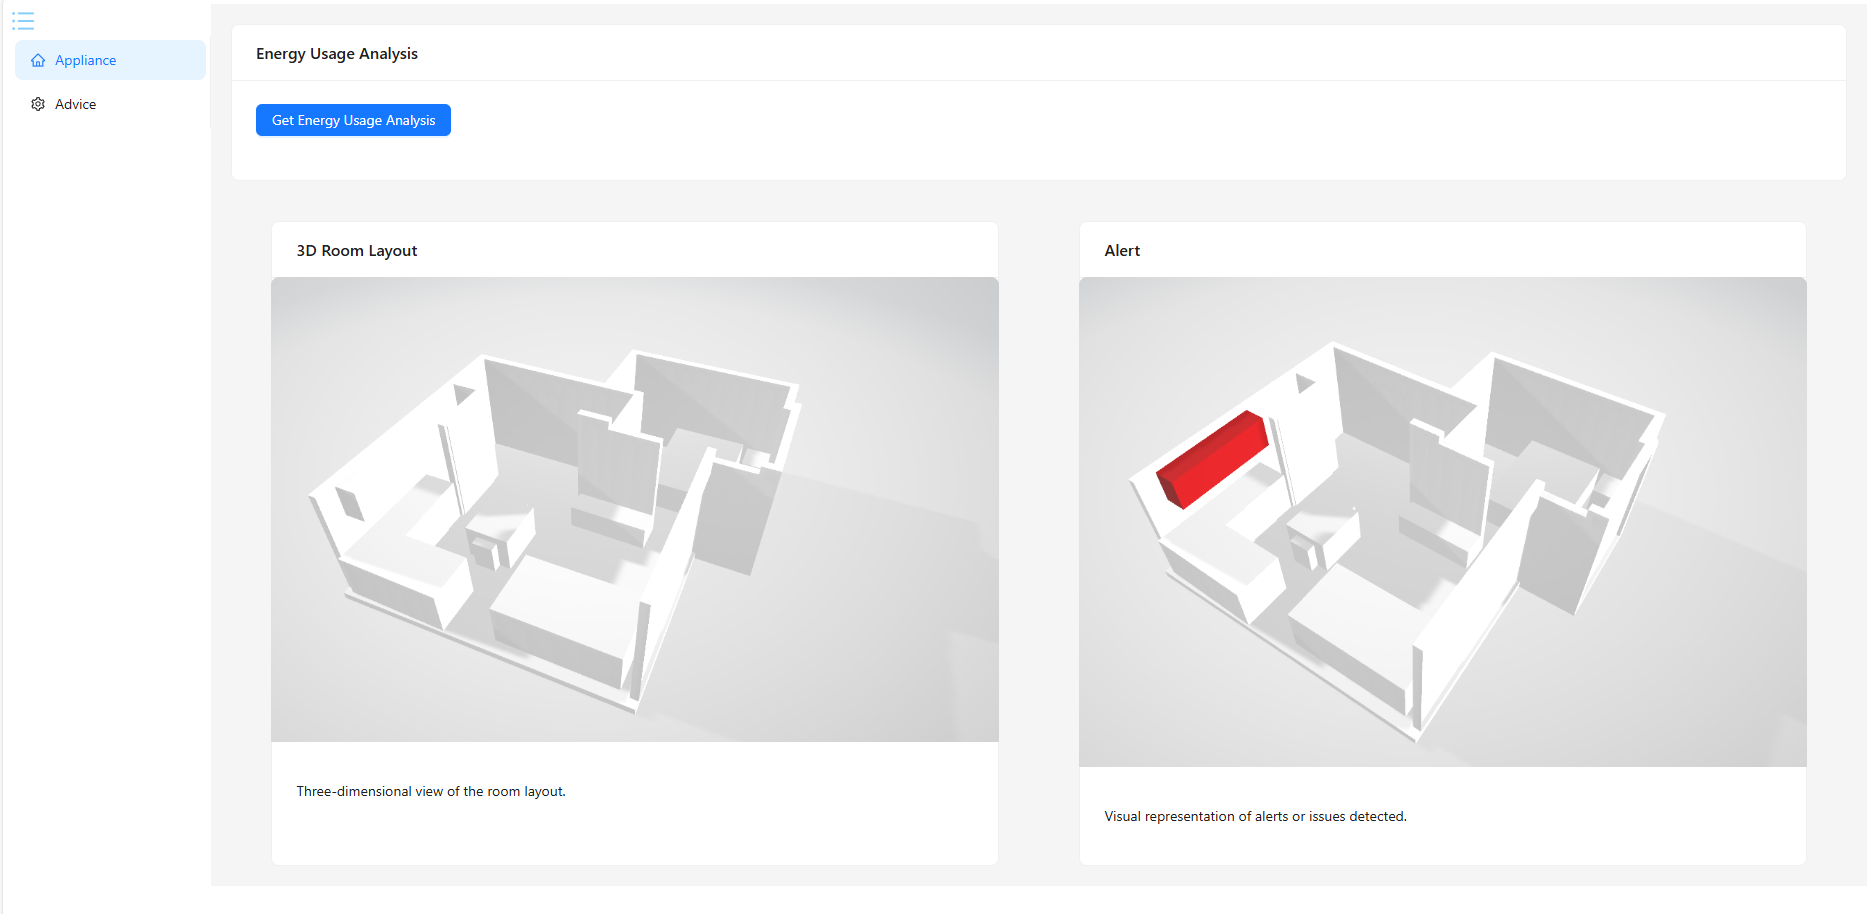 Appliance
Advice
Energy Usage Analysis
Get Energy Usage Analysis
3D Room Layout
Three-dimensional view of the room layout.
Alert
Visual representation of alerts or issues detected.